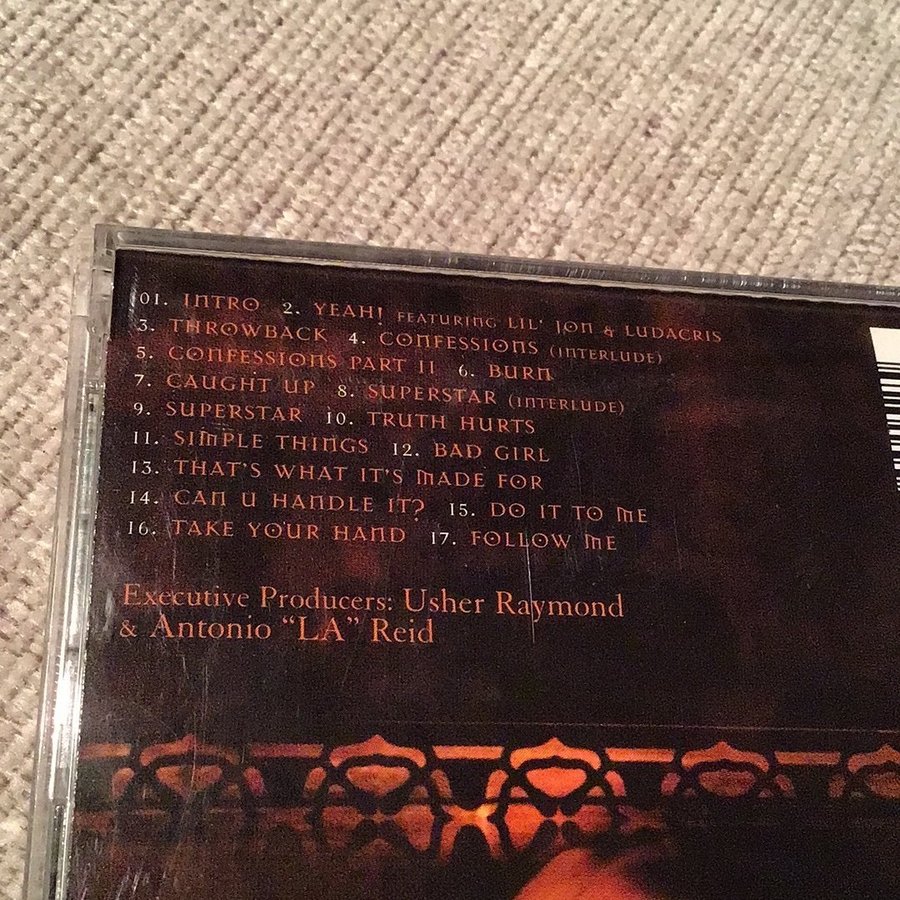 01. INTRO 2. YEAH! FEATURING LIL' JON & LUDACRIS
3. THROWBACK 4. CONFESSIONS (INTERLUDE)
5. CONFESSIONS PART II 6. BURN
7. CAUGHT UP 8. SUPERSTAR (INTERLUDE)
9. SUPERSTAR 10. TRUTH HURTS
11. SIMPLE THINGS 12. BAD GIRL
13. THAT'S WHAT IT'S MADE FOR
14. CAN U HANDLE IT? 15. DO IT TO ME
16. TAKE YOUR HAND 17. FOLLOW ME
Executive Producers: Usher Raymond
& Antonio “LA” Reid